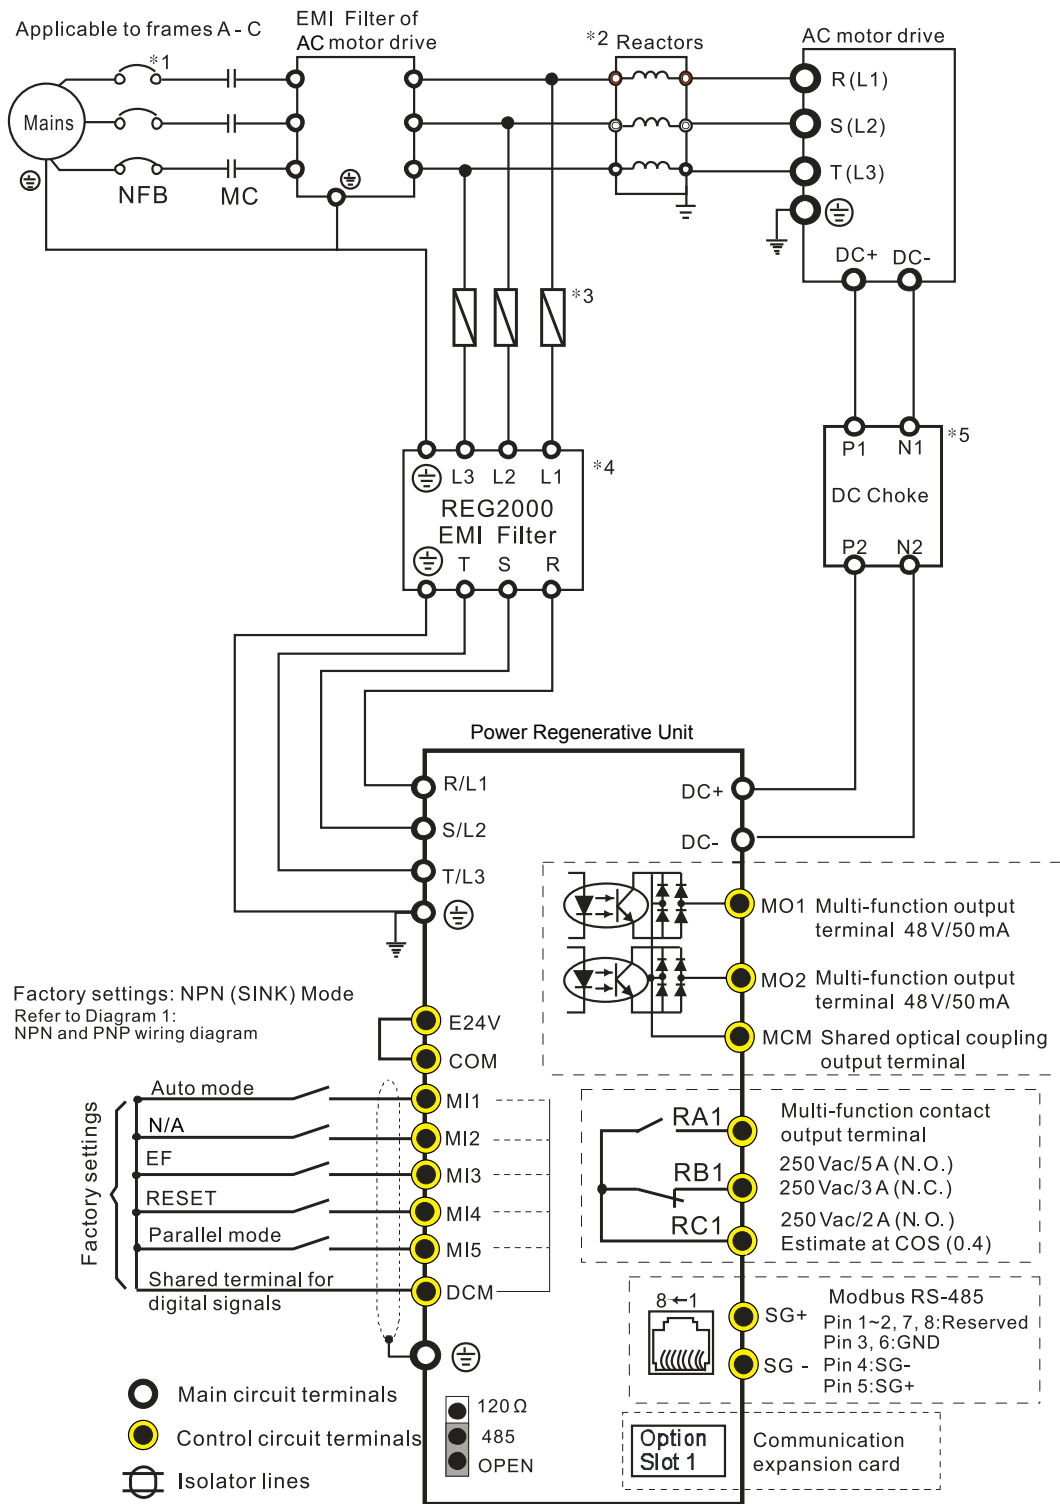 Applicable to frames A - C
EMI Filter of
AC motor drive
*2 Reactors
AC motor drive
*1
Mains
NFB
MC
R (L1)
S (L2)
T (L3)
DC+ DC-
*3
*4
L3 L2 L1
REG2000
EMI Filter
T S R
*5
P1 N1
DC Choke
P2 N2
Power Regenerative Unit
R/L1
S/L2
T/L3
DC+
DC-
MO1 Multi-function output
terminal 48V/50mA
MO2 Multi-function output
terminal 48V/50mA
MCM Shared optical coupling
output terminal
Factory settings: NPN (SINK) Mode
Refer to Diagram 1:
NPN and PNP wiring diagram
E24V
COM
Factory settings
Auto mode
MI1
N/A
MI2
EF
MI3
RESET
MI4
Parallel mode
MI5
Shared terminal for
digital signals
DCM
RA1
RB1
RC1
Multi-function contact
output terminal
250Vac/5A (N.O.)
250Vac/3A (N.C.)
250Vac/2A (N.O.)
Estimate at COS (0.4)
8←1
SG+
SG -
Modbus RS-485
Pin 1~2, 7, 8:Reserved
Pin 3, 6:GND
Pin 4:SG-
Pin 5:SG+
Main circuit terminals
Control circuit terminals
Isolator lines
120Ω
485
OPEN
Option
Slot 1
Communication
expansion card